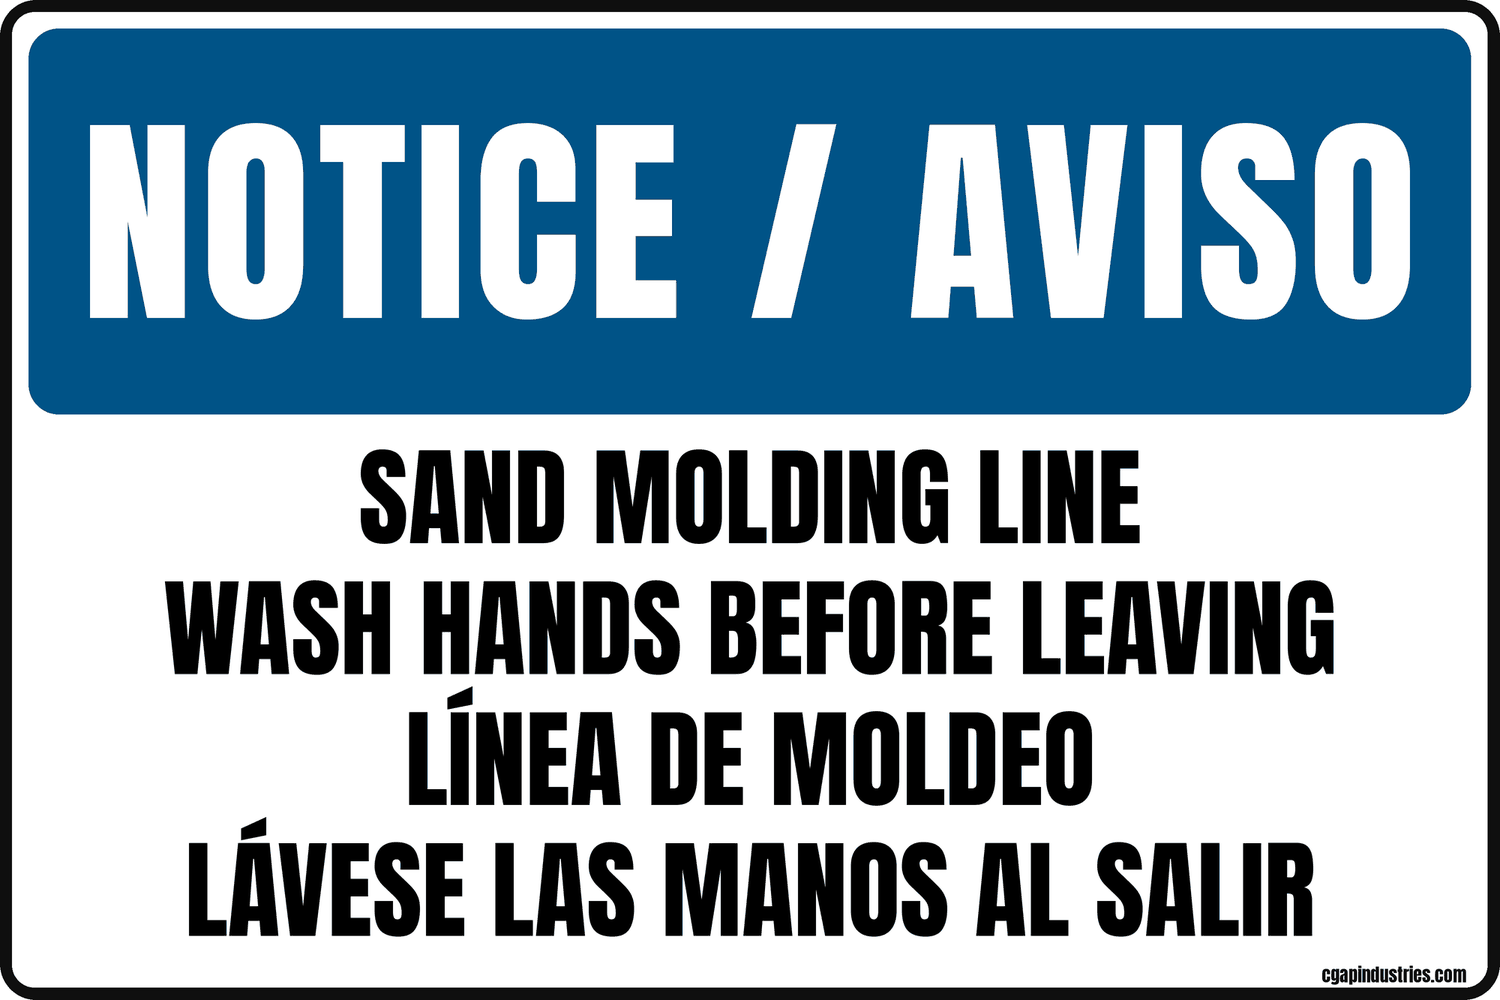 NOTICE / AVISO
SAND MOLDING LINE
WASH HANDS BEFORE LEAVING
LÍNEA DE MOLDEO
LÁVESE LAS MANOS AL SALIR
cgapindustries.com